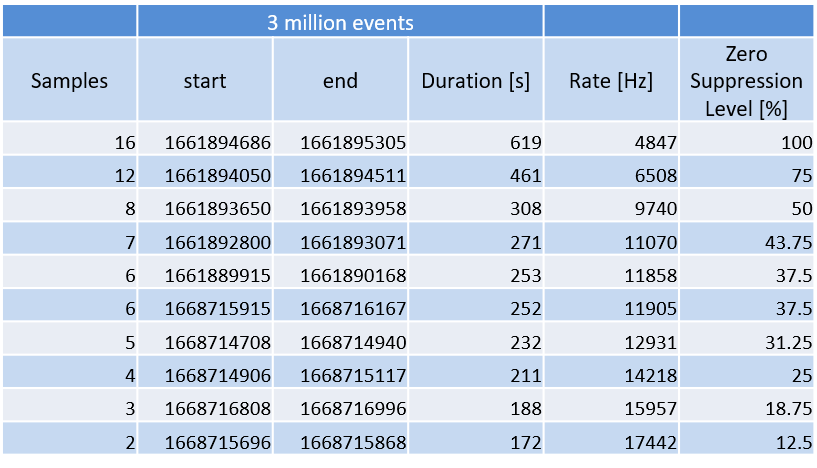 3 million events
Samples start end Duration [s] Rate [Hz] Zero Suppression Level [%]
16 1661894686 1661895305 619 4847 100
12 1661894050 1661894511 461 6508 75
8 1661893650 1661893958 308 9740 50
7 1661892800 1661893071 271 11070 43.75
6 1661889915 1661890168 253 11858 37.5
6 1668715915 1668716167 252 11905 37.5
5 1668714708 1668714940 232 12931 31.25
4 1668714906 1668715117 211 14218 25
3 1668716808 1668716996 188 15957 18.75
2 1668715696 1668715868 172 17442 12.5